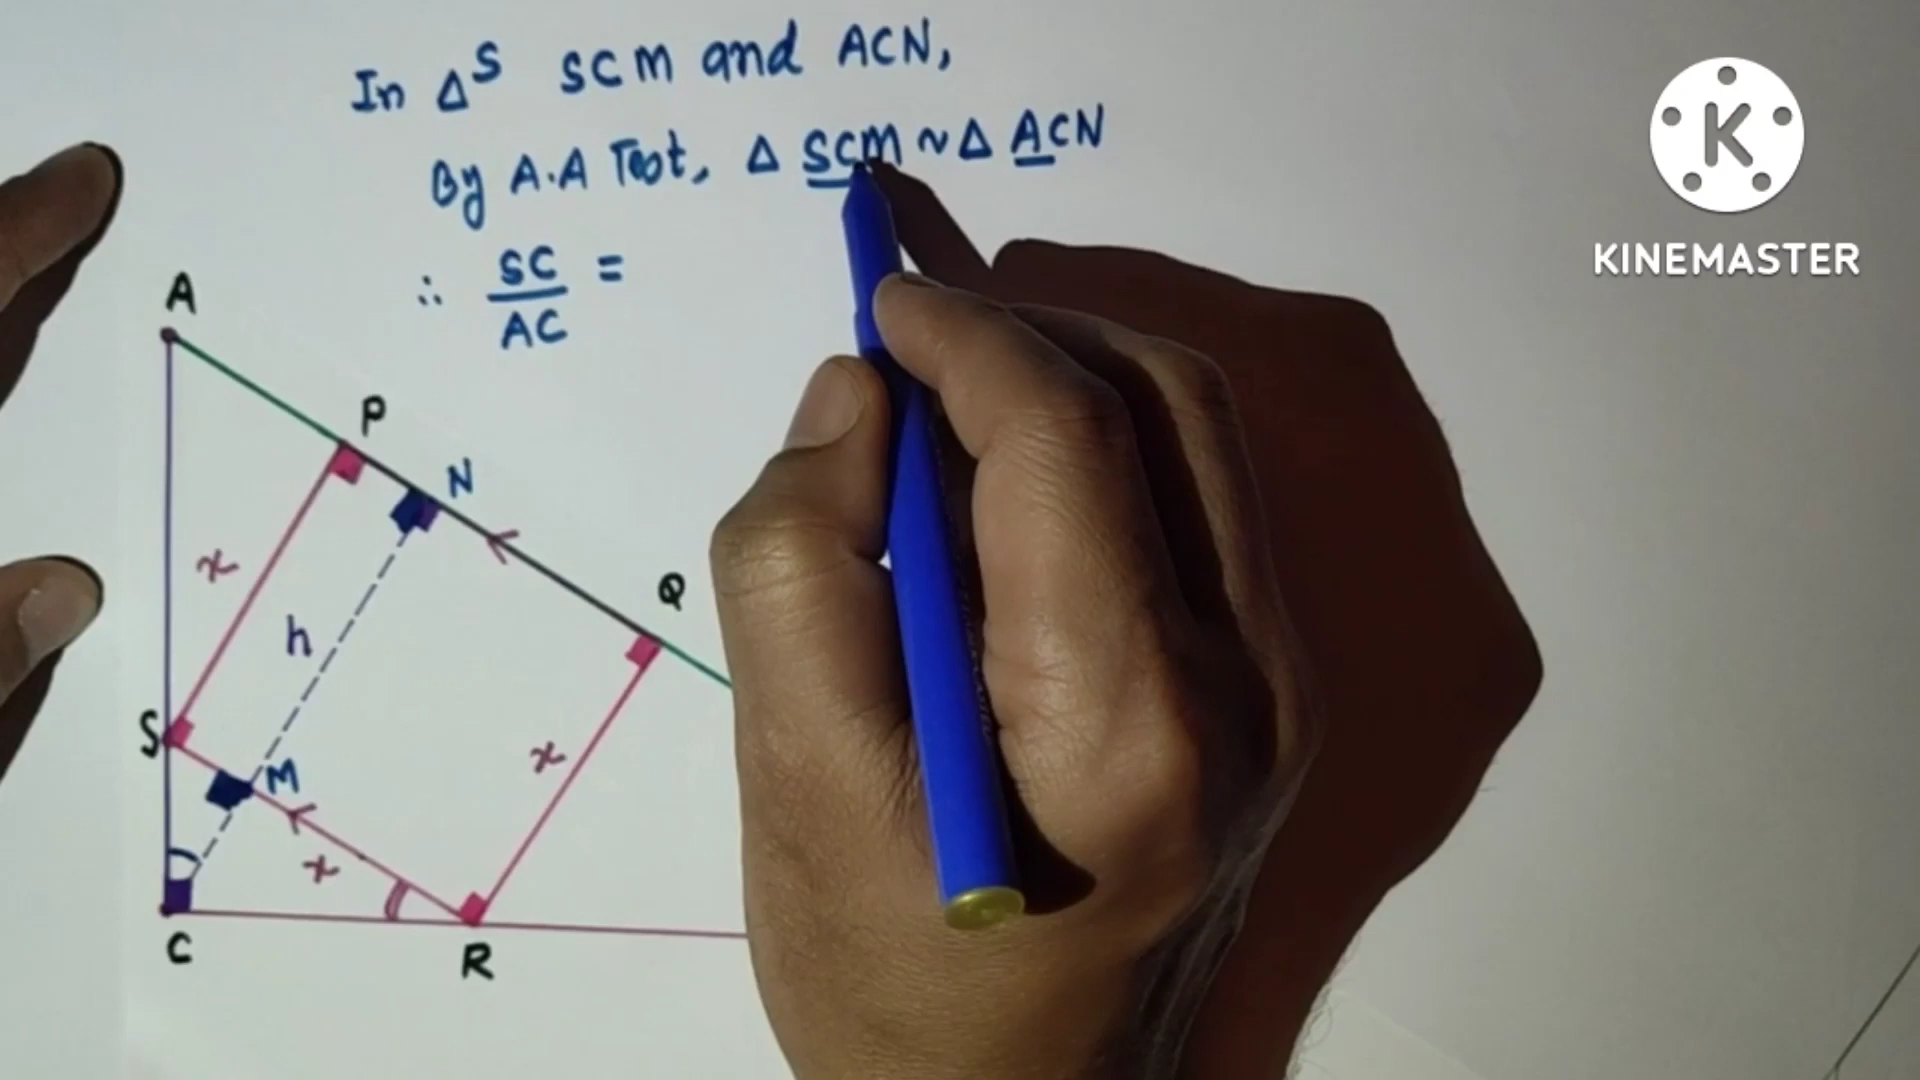 In Δˢ SCM and ACN,
By A.A Test, Δ SCM ~ Δ ACN
∴ SC/AC =
K
KINEMASTER
A
P
N
Q
x
h
S
x
M
x
C
R